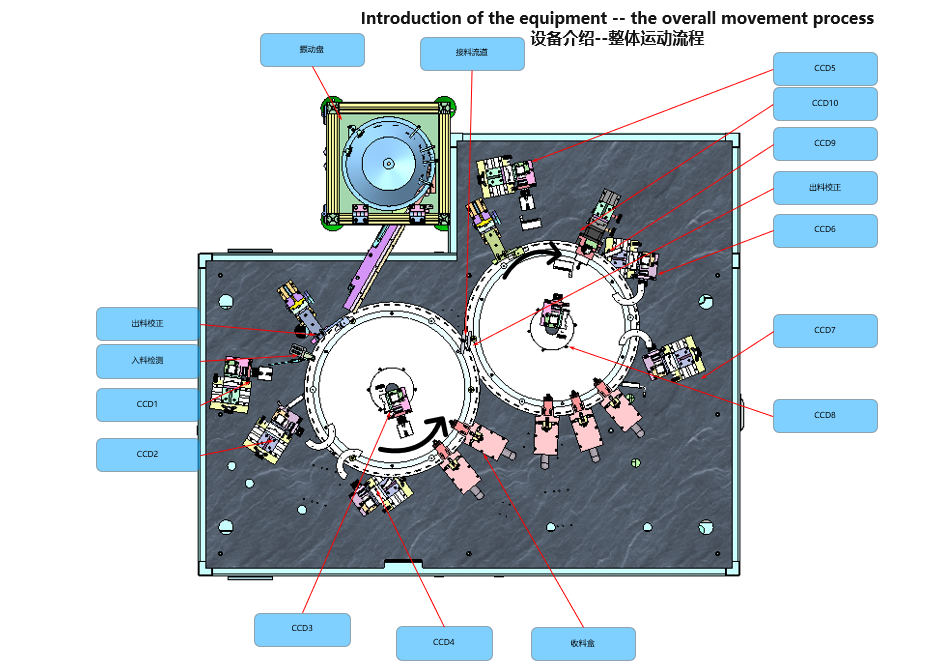 Introduction of the equipment -- the overall movement process
设备介绍--整体运动流程
振动盘
接料流道
CCD5
CCD10
CCD9
出料校正
CCD6
出料校正
CCD7
入料检测
CCD1
CCD8
CCD2
CCD3
CCD4
收料盒